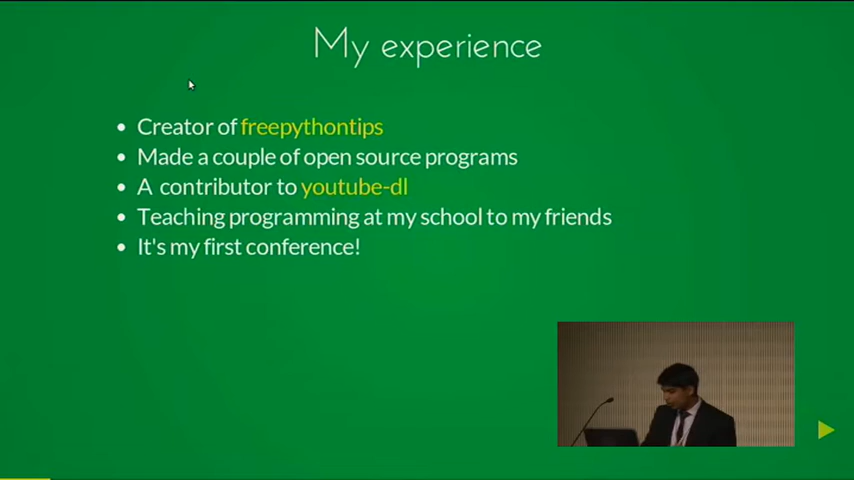 My experience
Creator of freepythontips
Made a couple of open source programs
A contributor to youtube-dl
Teaching programming at my school to my friends
It's my first conference!